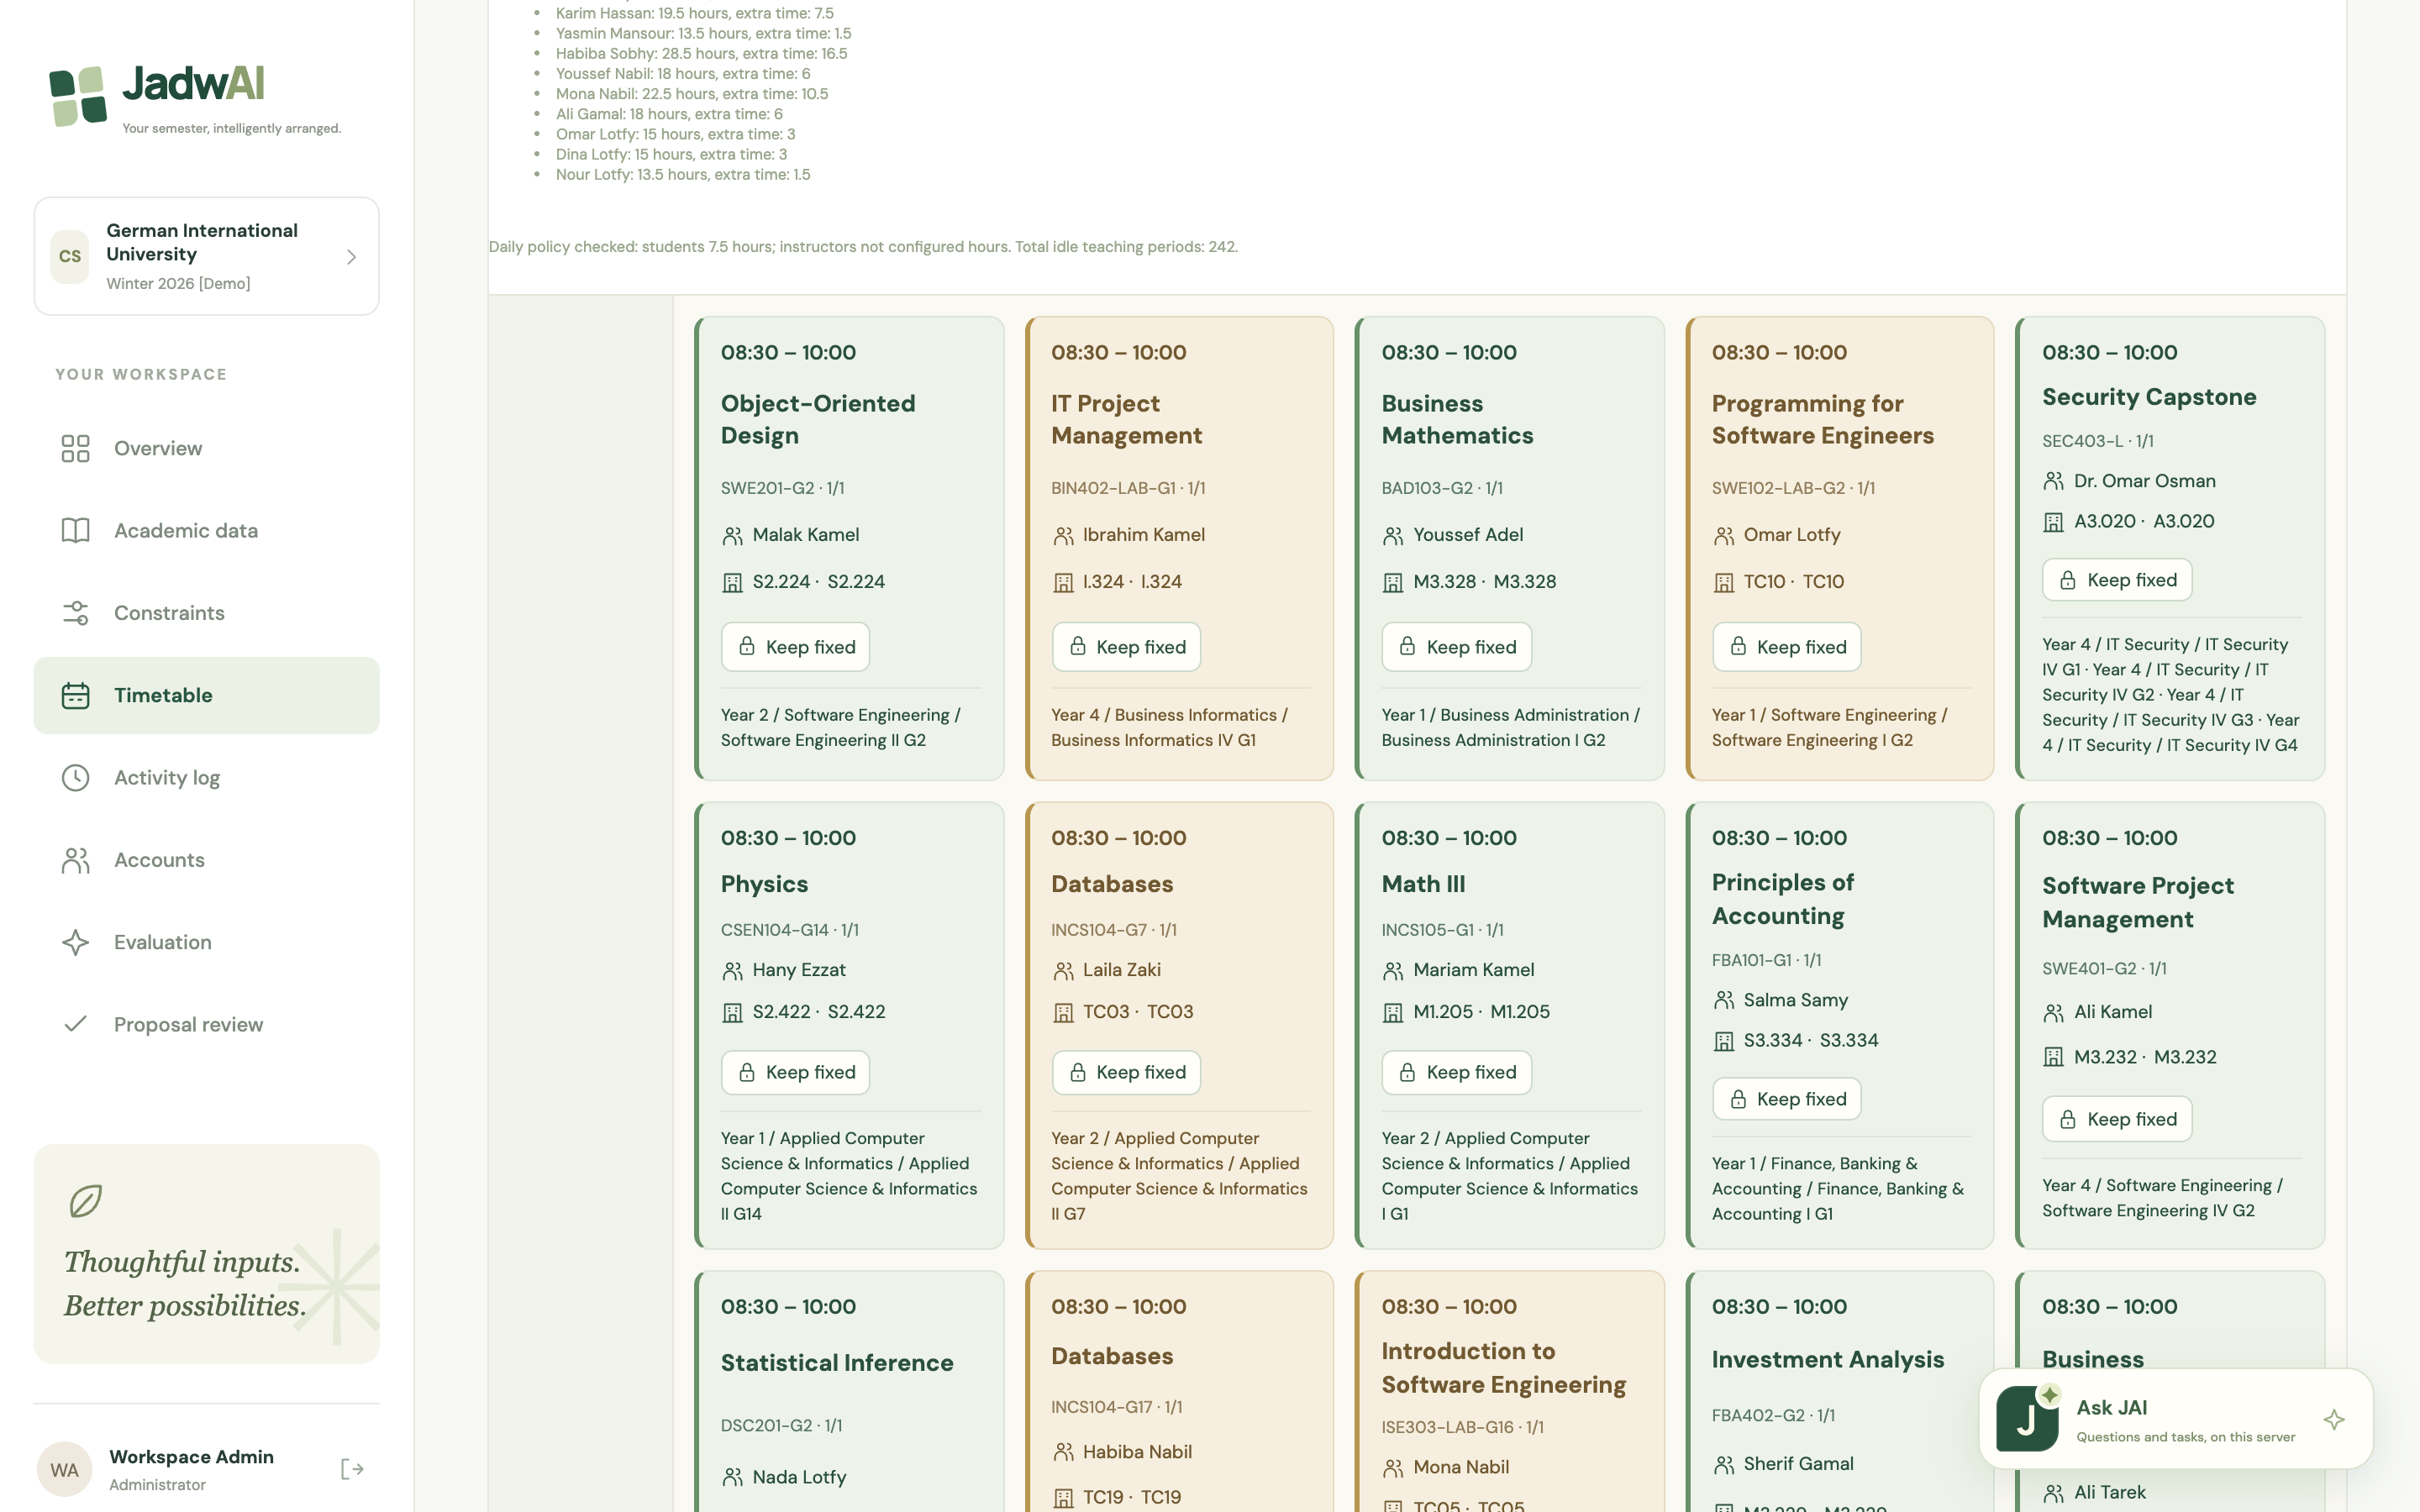 JadwAI
Your semester, intelligently arranged.
CS
German International
University
Winter 2026 [Demo]
YOUR WORKSPACE
Overview
Academic data
Constraints
Timetable
Activity log
Accounts
Evaluation
Proposal review
Thoughtful inputs.
Better possibilities.
WA
Workspace Admin
Administrator
Karim Hassan: 19.5 hours, extra time: 7.5
Yasmin Mansour: 13.5 hours, extra time: 1.5
Habiba Sobhy: 28.5 hours, extra time: 16.5
Youssef Nabil: 18 hours, extra time: 6
Mona Nabil: 22.5 hours, extra time: 10.5
Ali Gamal: 18 hours, extra time: 6
Omar Lotfy: 15 hours, extra time: 3
Dina Lotfy: 15 hours, extra time: 3
Nour Lotfy: 13.5 hours, extra time: 1.5
Daily policy checked: students 7.5 hours; instructors not configured hours. Total idle teaching periods: 242.
08:30 – 10:00
Object-Oriented
Design
SWE201-G2 · 1/1
Malak Kamel
S2.224 · S2.224
Keep fixed
Year 2 / Software Engineering /
Software Engineering II G2
08:30 – 10:00
IT Project
Management
BIN402-LAB-G1 · 1/1
Ibrahim Kamel
I.324 · I.324
Keep fixed
Year 4 / Business Informatics /
Business Informatics IV G1
08:30 – 10:00
Business
Mathematics
BAD103-G2 · 1/1
Youssef Adel
M3.328 · M3.328
Keep fixed
Year 1 / Business Administration /
Business Administration I G2
08:30 – 10:00
Programming for
Software Engineers
SWE102-LAB-G2 · 1/1
Omar Lotfy
TC10 · TC10
Keep fixed
Year 1 / Software Engineering /
Software Engineering I G2
08:30 – 10:00
Security Capstone
SEC403-L · 1/1
Dr. Omar Osman
A3.020 · A3.020
Keep fixed
Year 4 / IT Security / IT Security
IV G1 · Year 4 / IT Security / IT
Security IV G2 · Year 4 / IT
Security / IT Security IV G3 · Year
4 / IT Security / IT Security IV G4
08:30 – 10:00
Physics
CSEN104-G14 · 1/1
Hany Ezzat
S2.422 · S2.422
Keep fixed
Year 1 / Applied Computer
Science & Informatics / Applied
Computer Science & Informatics
II G14
08:30 – 10:00
Databases
INCS104-G7 · 1/1
Laila Zaki
TC03 · TC03
Keep fixed
Year 2 / Applied Computer
Science & Informatics / Applied
Computer Science & Informatics
II G7
08:30 – 10:00
Math III
INCS105-G1 · 1/1
Mariam Kamel
M1.205 · M1.205
Keep fixed
Year 2 / Applied Computer
Science & Informatics / Applied
Computer Science & Informatics
I G1
08:30 – 10:00
Principles of
Accounting
FBA101-G1 · 1/1
Salma Samy
S3.334 · S3.334
Keep fixed
Year 1 / Finance, Banking &
Accounting / Finance, Banking &
Accounting I G1
08:30 – 10:00
Software Project
Management
SWE401-G2 · 1/1
Ali Kamel
M3.232 · M3.232
Keep fixed
Year 4 / Software Engineering /
Software Engineering IV G2
08:30 – 10:00
Statistical Inference
DSC201-G2 · 1/1
Nada Lotfy
08:30 – 10:00
Databases
INCS104-G17 · 1/1
Habiba Nabil
TC19 · TC19
08:30 – 10:00
Introduction to
Software Engineering
ISE303-LAB-G16 · 1/1
Mona Nabil
TC05 · TC05
08:30 – 10:00
Investment Analysis
FBA402-G2 · 1/1
Sherif Gamal
08:30 – 10:00
Business
Ali Tarek
J
Ask JAI
Questions and tasks, on this server